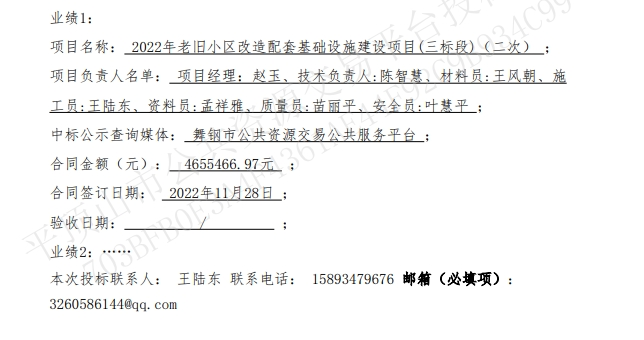 业绩1：
项目名称： 2022年老旧小区改造配套基础设施建设项目(三标段)（二次） ；
项目负责人名单： 项目经理：赵玉、技术负责人:陈智慧、材料员:王风朝、施
工员:王陆东、资料员:孟祥雅、质量员:苗丽平、安全员:叶慧平 ；
中标公示查询媒体：舞钢市公共资源交易公共服务平台 ；
合同金额（元）： 4655466.97元 ；
合同签订日期： 2022年11月28日 ；
验收日期： / ；
业绩2：……
本次投标联系人： 王陆东 联系电话： 15893479676 邮箱（必填项）：
3260586144@qq.com